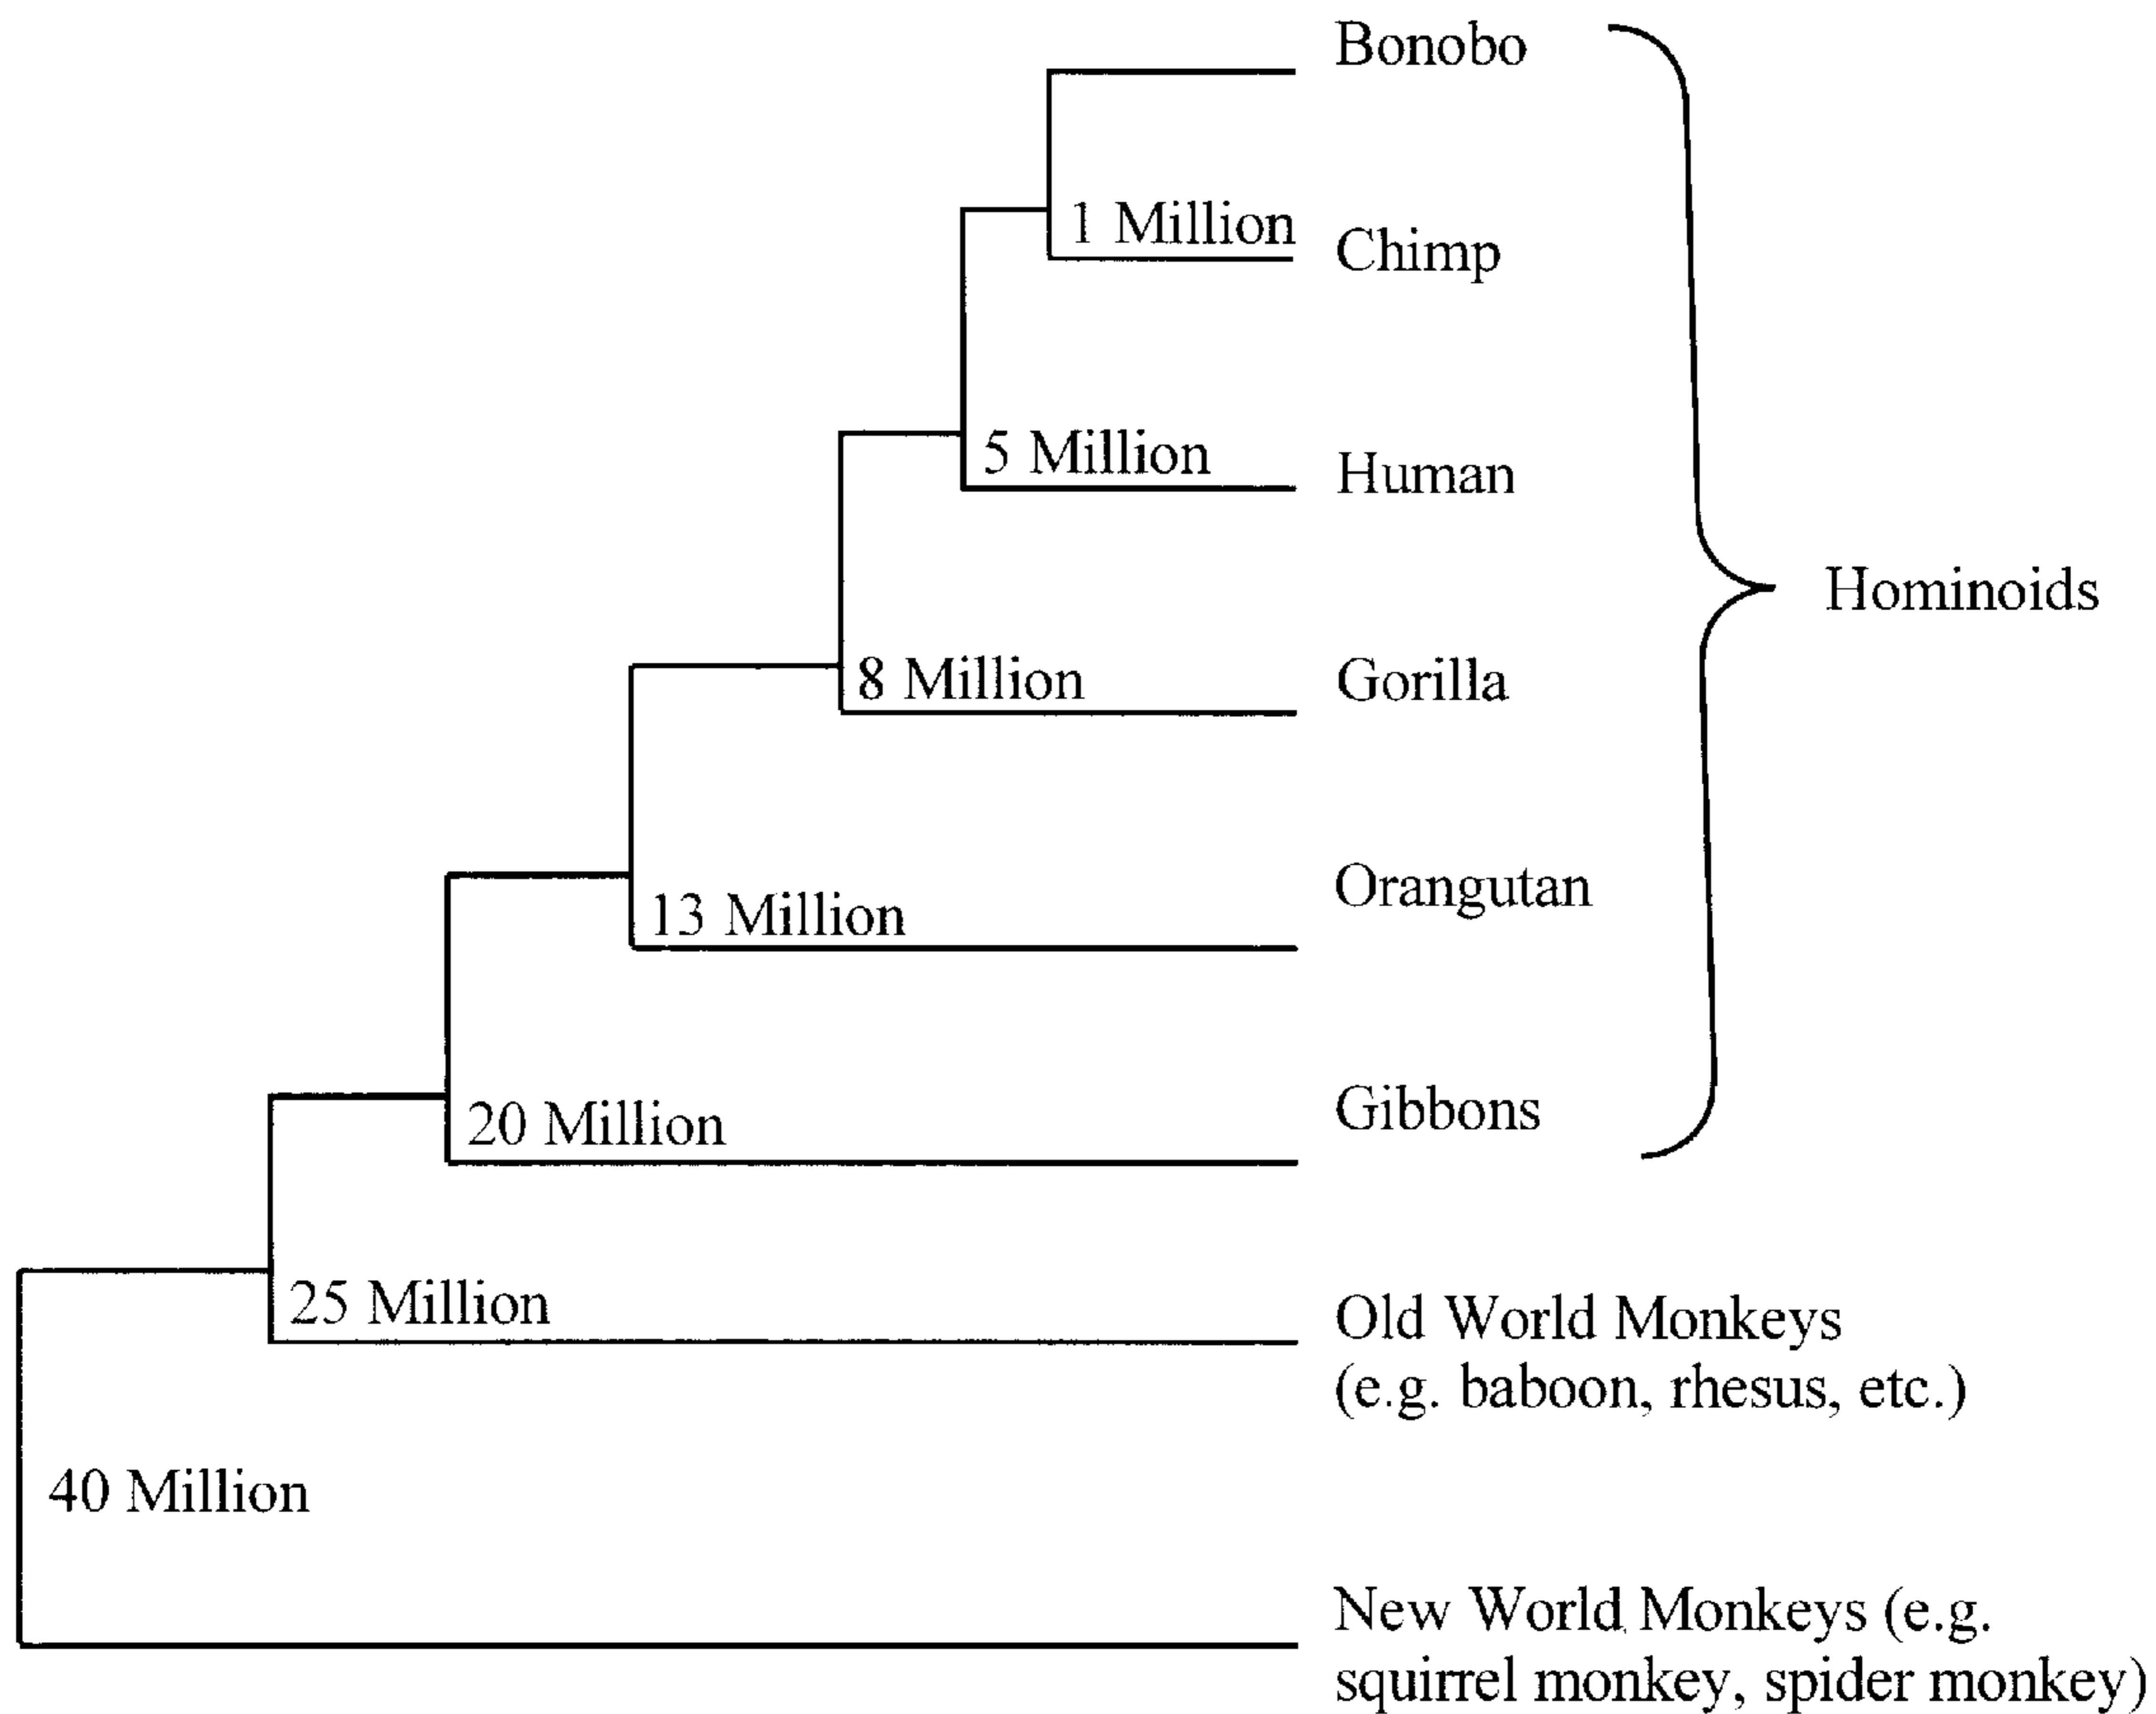 Bonobo
1 Million
Chimp
5 Million
Human
Hominoids
8 Million
Gorilla
Orangutan
13 Million
Gibbons
20 Million
25 Million
Old World Monkeys
(e.g. baboon, rhesus, etc.)
40 Million
New World Monkeys (e.g.
squirrel monkey, spider monkey)